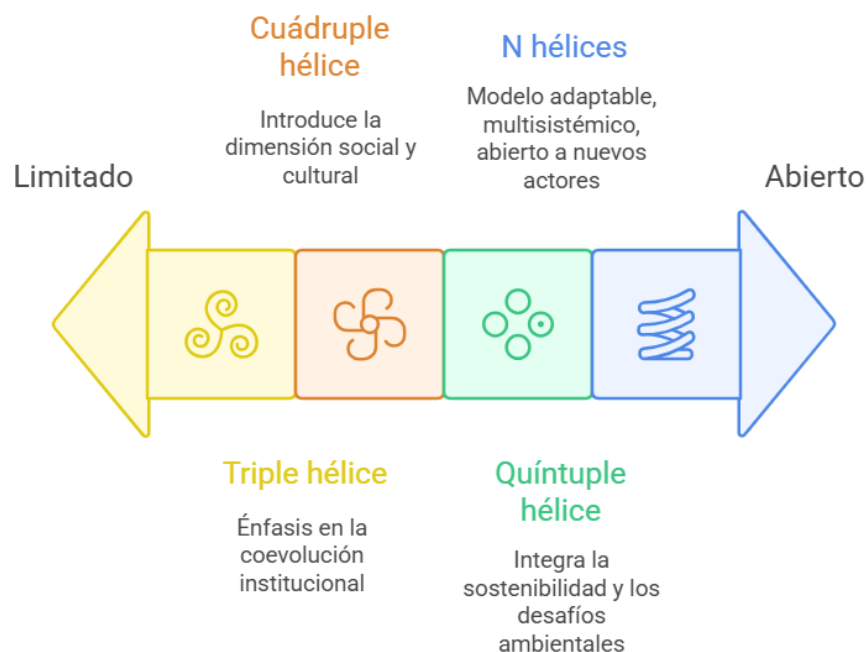 Cuádruple
hélice
Introduce la
dimensión social y
cultural
N hélices
Modelo adaptable,
multisistémico,
abierto a nuevos
actores
Limitado
Abierto
Triple hélice
Énfasis en la
coevolución
institucional
Quíntuple
hélice
Integra la
sostenibilidad y los
desafíos
ambientales